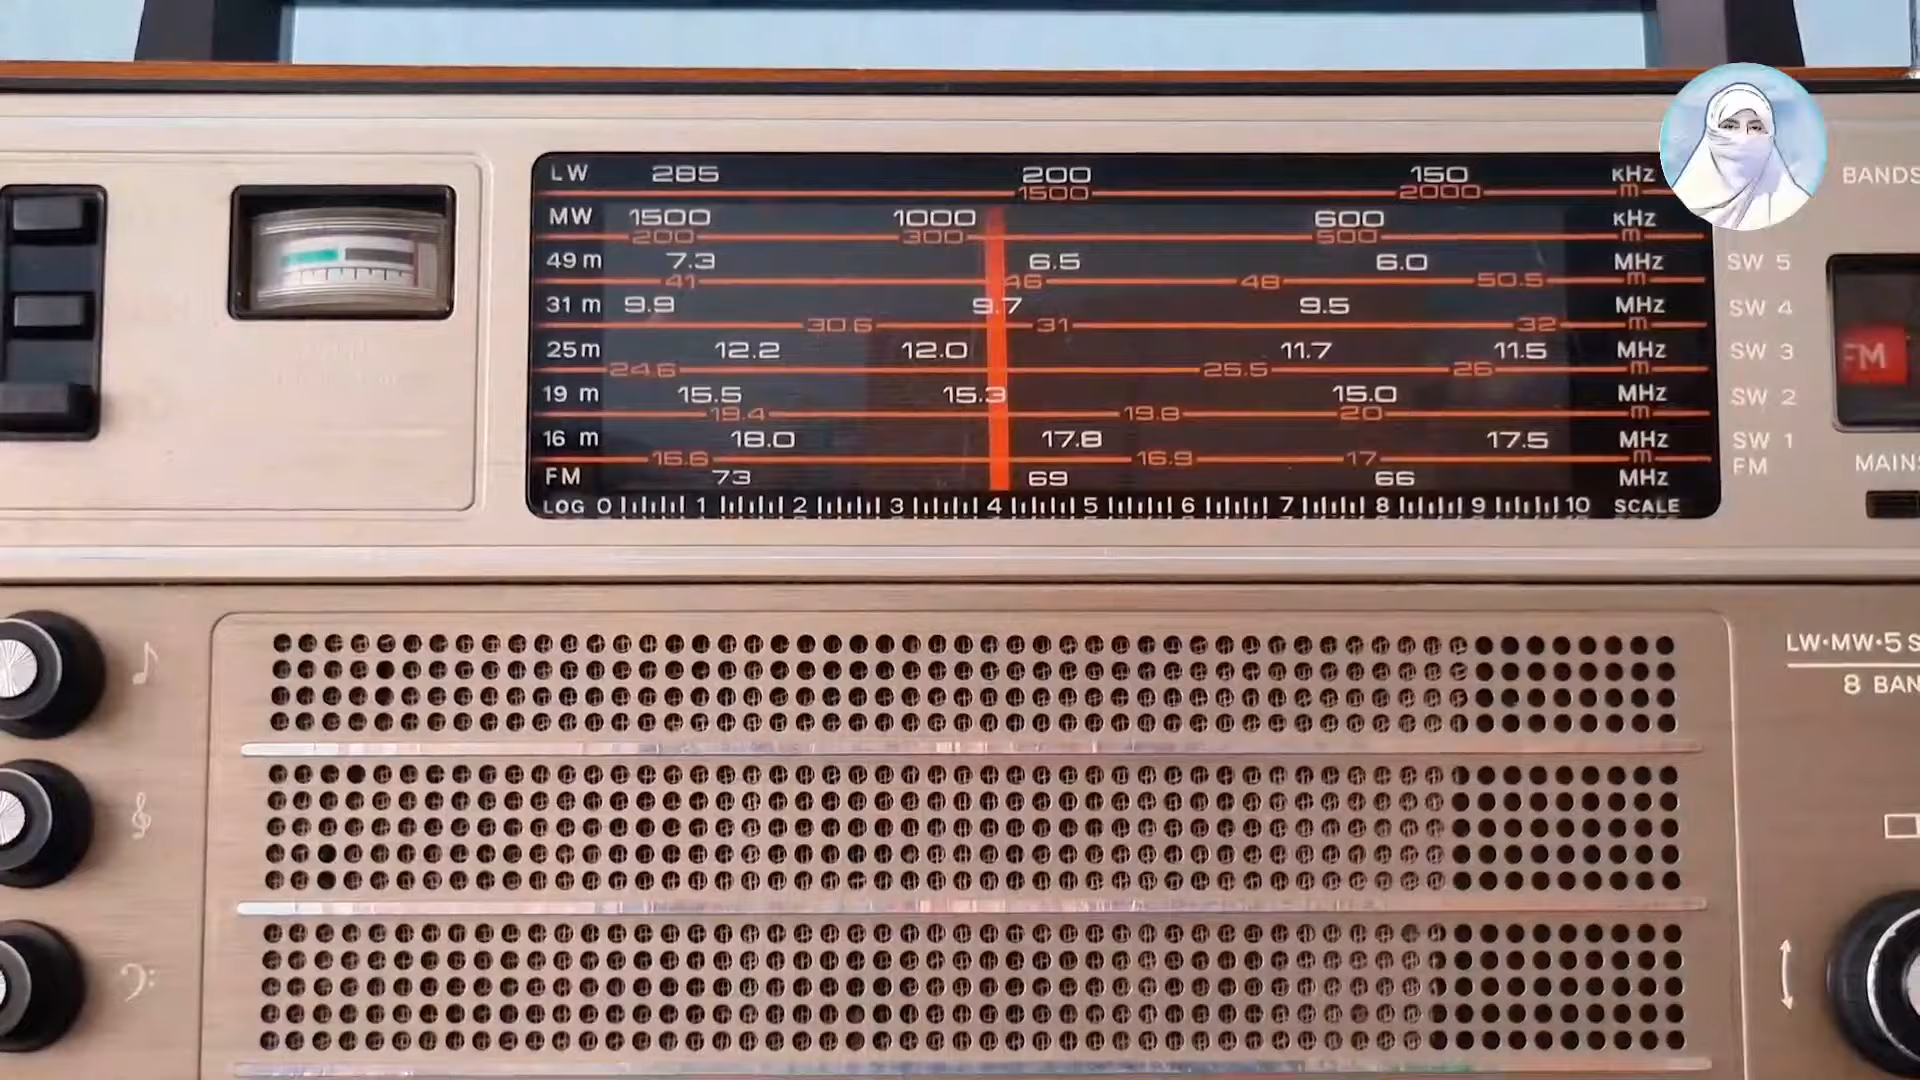 LW 285 200 150 кHz
1500 2000 m
MW 1500 1000 600 кHz
200 300 500 m
49 m 7.3 6.5 6.0 MHz SW 5
41 46 48 50.5 m
31 m 9.9 9.7 9.5 MHz SW 4
30.6 31 32 m
25 m 12.2 12.0 11.7 11.5 MHz SW 3
24.6 25.5 26 m
19 m 15.5 15.3 15.0 MHz SW 2
19.4 19.8 20 m
16 m 18.0 17.8 17.5 MHz SW 1
16.6 16.9 17 m
FM 73 69 66 MHz FM
LOG 0 1 2 3 4 5 6 7 8 9 10 SCALE
BANDS
FM
MAINS
LW·MW·5 S
8 BAN